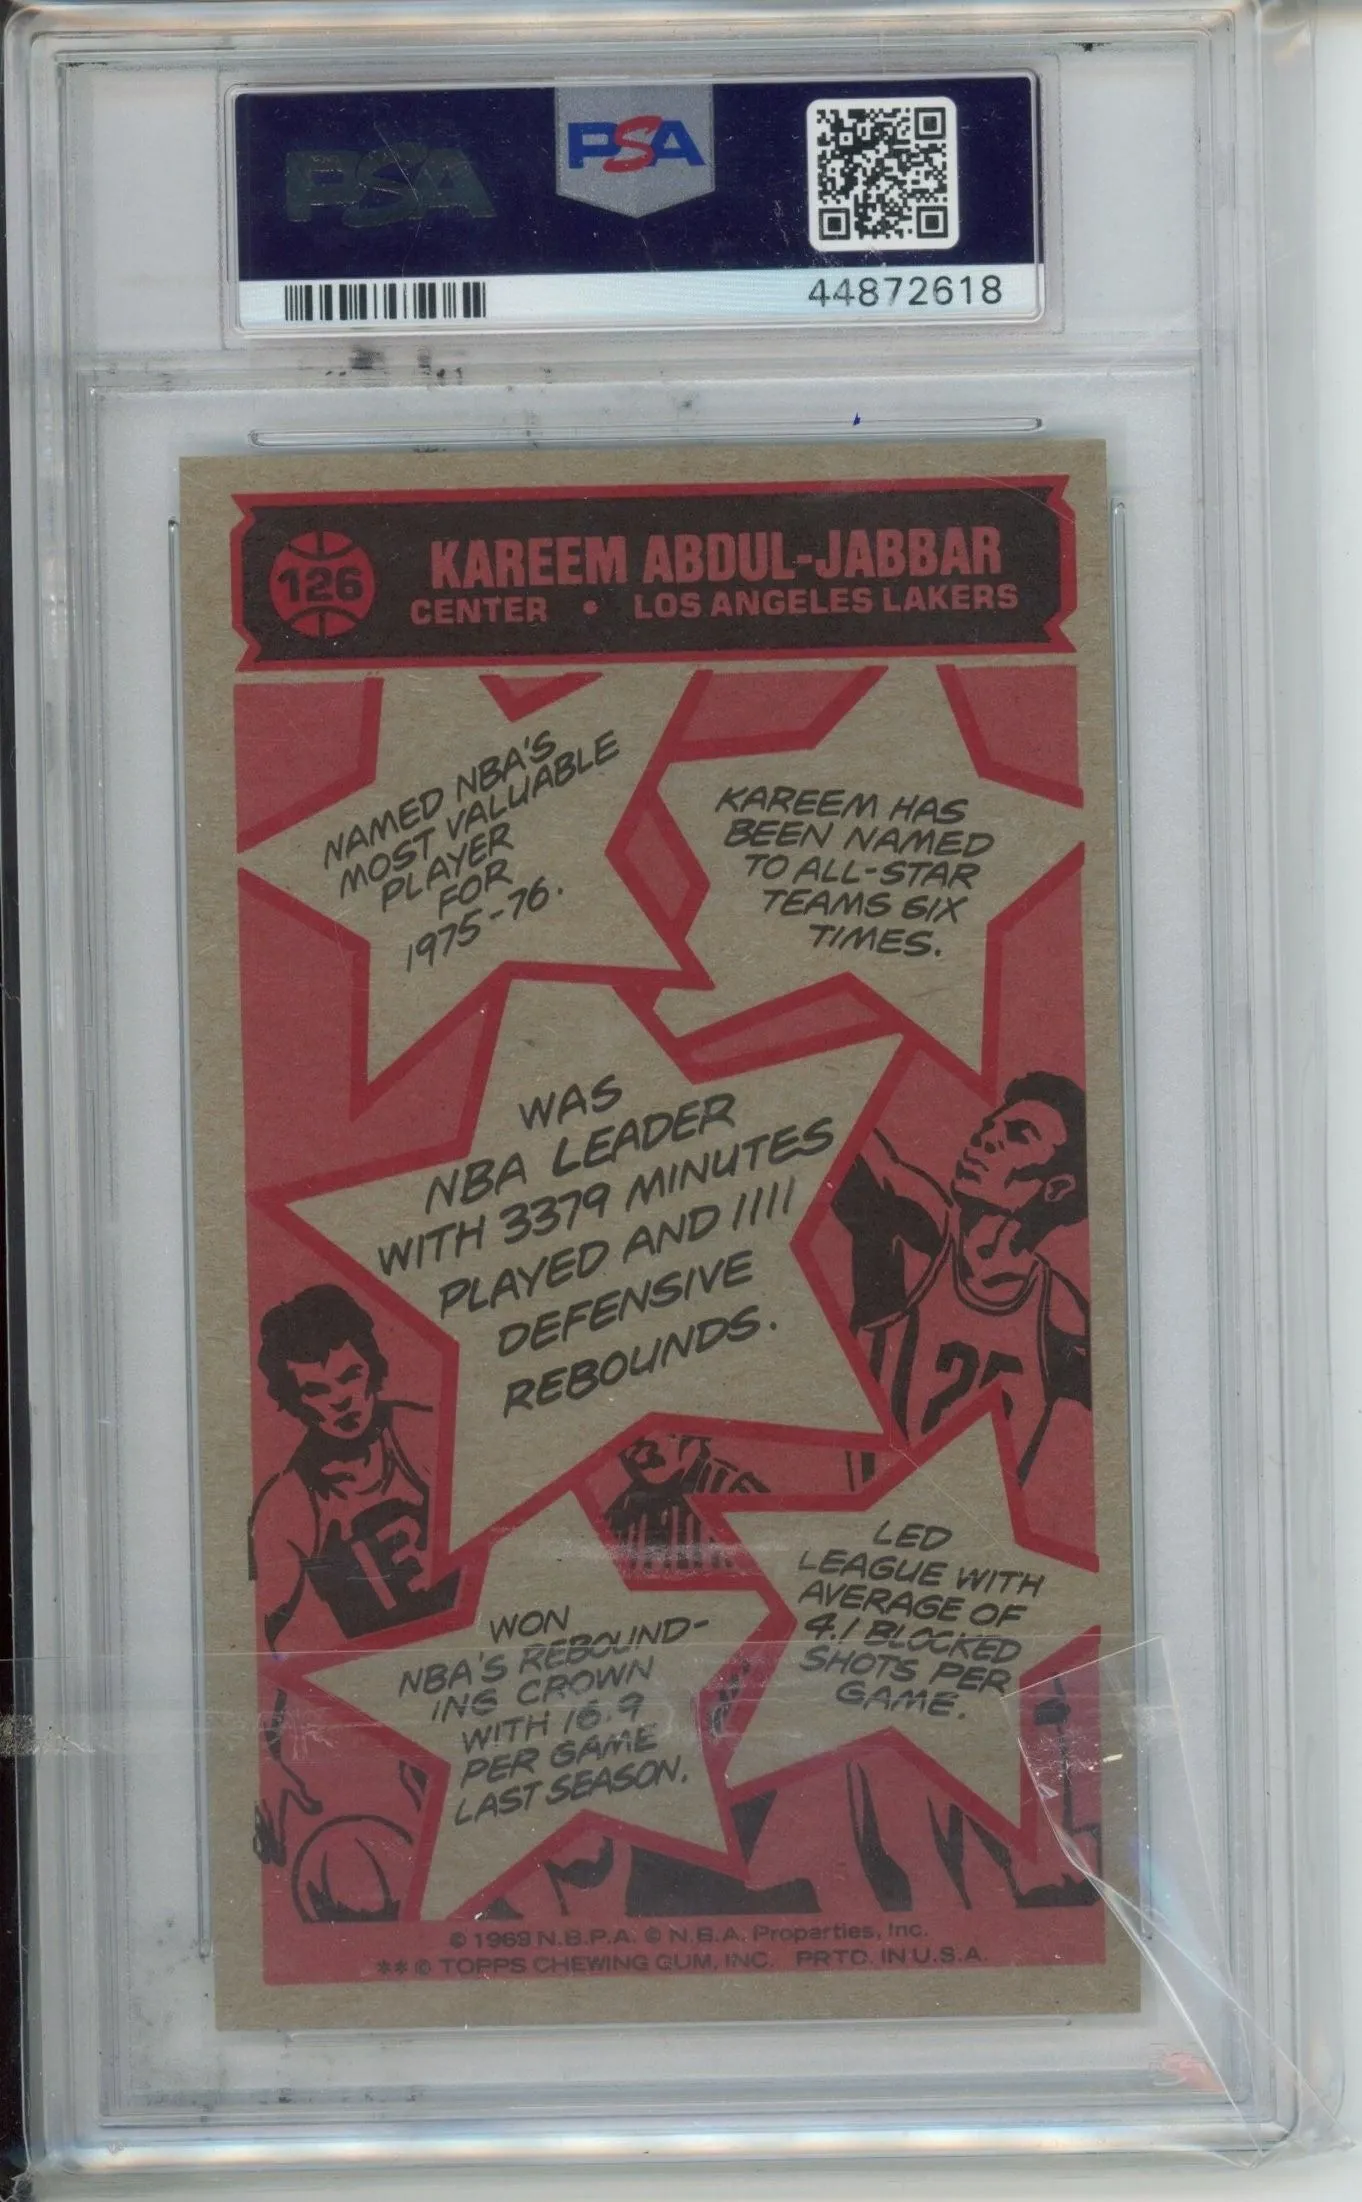 PSA
PSA
44872618
126
KAREEM ABDUL-JABBAR
CENTER • LOS ANGELES LAKERS
NAMED NBA'S
MOST VALUABLE
PLAYER
FOR
1975-76.
KAREEM HAS
BEEN NAMED
TO ALL-STAR
TEAMS SIX
TIMES.
WAS
NBA LEADER
WITH 3379 MINUTES
PLAYED AND 1111
DEFENSIVE
REBOUNDS.
25
13
LED
LEAGUE WITH
AVERAGE OF
4.1 BLOCKED
SHOTS PER
GAME.
WON
NBA'S REBOUND-
ING CROWN
WITH 16.9
PER GAME
LAST SEASON.
© 1969 N.B.P.A. © N.B.A. Properties, Inc.
** © TOPPS CHEWING GUM, INC. PRTD. IN U.S.A.